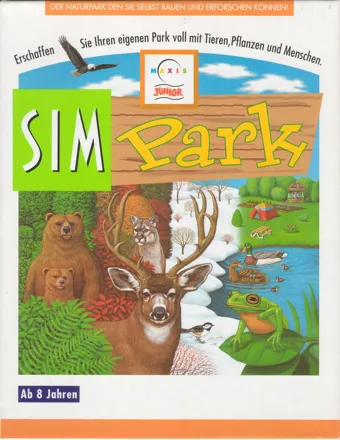 DER NATURPARK DEN SIE SELBST BAUEN UND ERFORSCHEN KÖNNEN!
Erschaffen Sie Ihren eigenen Park voll mit Tieren, Pflanzen und Menschen.
MAXIS
JUNIOR
SIM Park
Ab 8 Jahren